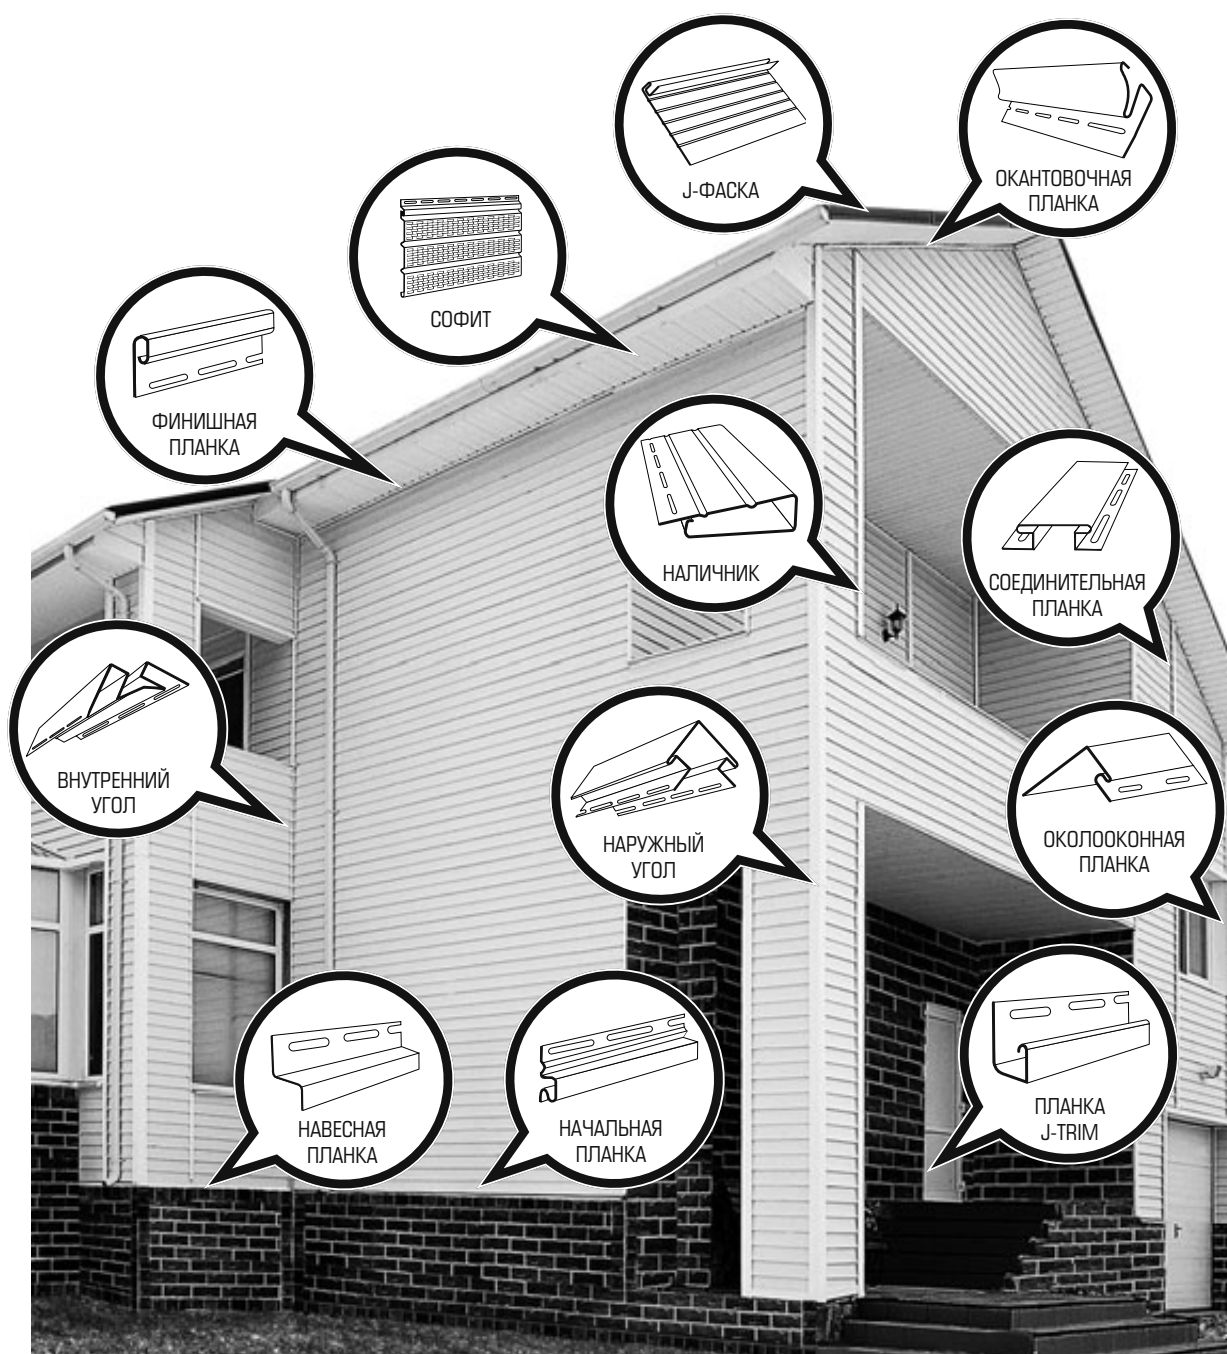 J-ФАСКА
ОКАНТОВОЧНАЯ
ПЛАНКА
СОФИТ
ФИНИШНАЯ
ПЛАНКА
НАЛИЧНИК
СОЕДИНИТЕЛЬНАЯ
ПЛАНКА
ВНУТРЕННИЙ
УГОЛ
НАРУЖНЫЙ
УГОЛ
ОКОЛООКОННАЯ
ПЛАНКА
НАВЕСНАЯ
ПЛАНКА
НАЧАЛЬНАЯ
ПЛАНКА
ПЛАНКА
J-TRIM